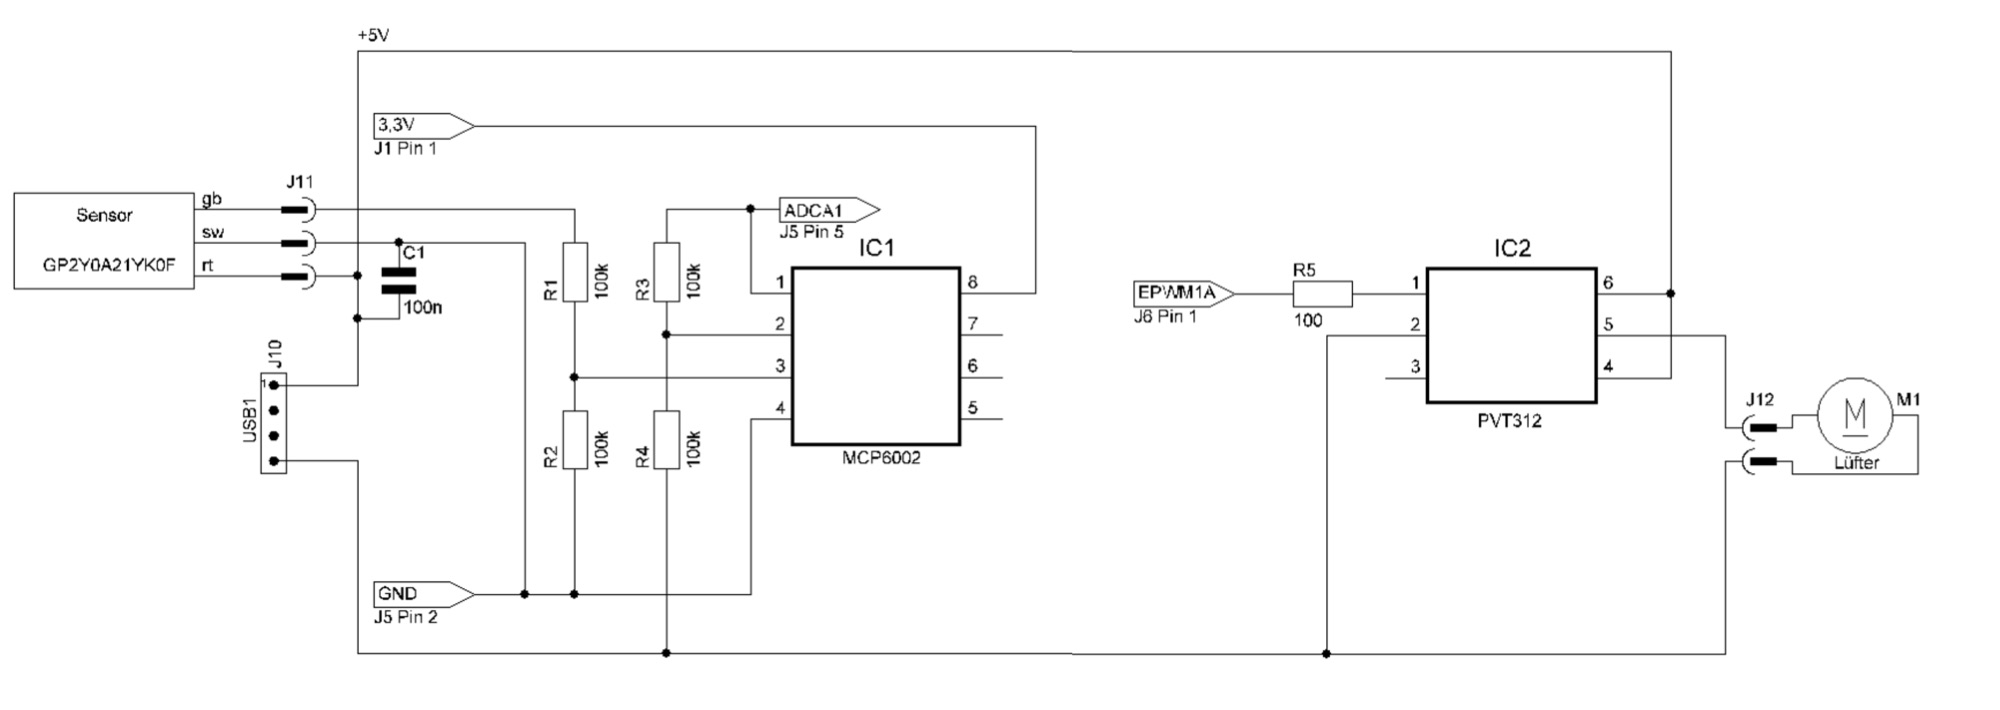 +5V
3,3V
J1 Pin 1
J11
gb
Sensor
sw
GP2Y0A21YK0F
rt
C1
100n
ADCA1
J5 Pin 5
IC1
R1
100k
R3
100k
1
2
3
4
8
7
6
5
MCP6002
R2
100k
R4
100k
J10
1
USB1
GND
J5 Pin 2
EPWM1A
J6 Pin 1
R5
100
IC2
1
2
3
6
5
4
PVT312
J12
M
M1
Lüfter